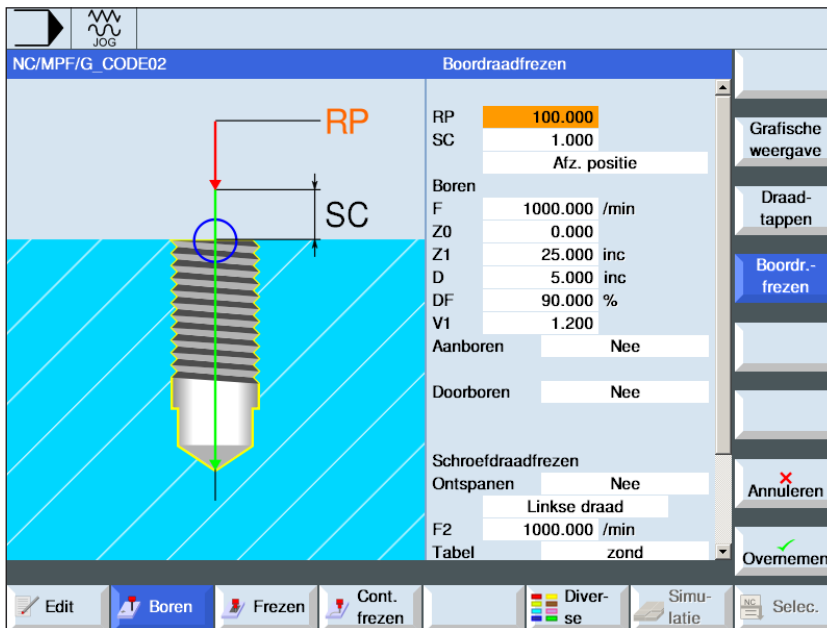 JOG
NC/MPF/G_CODE02
Boordraadfrezen
RP
SC
RP 100.000
SC 1.000
Afz. positie
Boren
F 1000.000 /min
Z0 0.000
Z1 25.000 inc
D 5.000 inc
DF 90.000 %
V1 1.200
Aanboren Nee
Doorboren Nee
Schroefdraadfrezen
Ontspanen Nee
Linkse draad
F2 1000.000 /min
Tabel zond
Grafische
weergave
Draad-
tappen
Boordr.-
frezen
Annuleren
Overnemen
Edit
Boren
Frezen
Cont.
frezen
Diver-
se
Simu-
latie
NC
Selec.